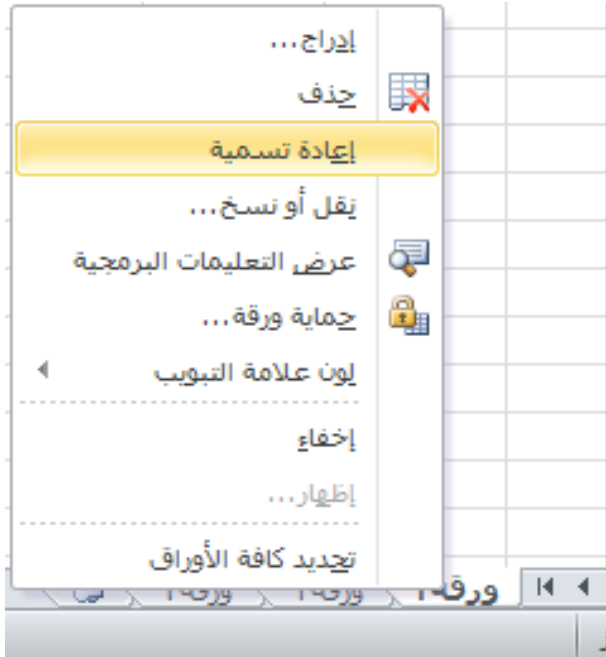 إدراج...
حذف
إعادة تسمية
نقل أو نسخ...
عرض التعليمات البرمجية
حماية ورقة...
لون علامة التبويب
إخفاء
إظهار...
تحديد كافة الأوراق